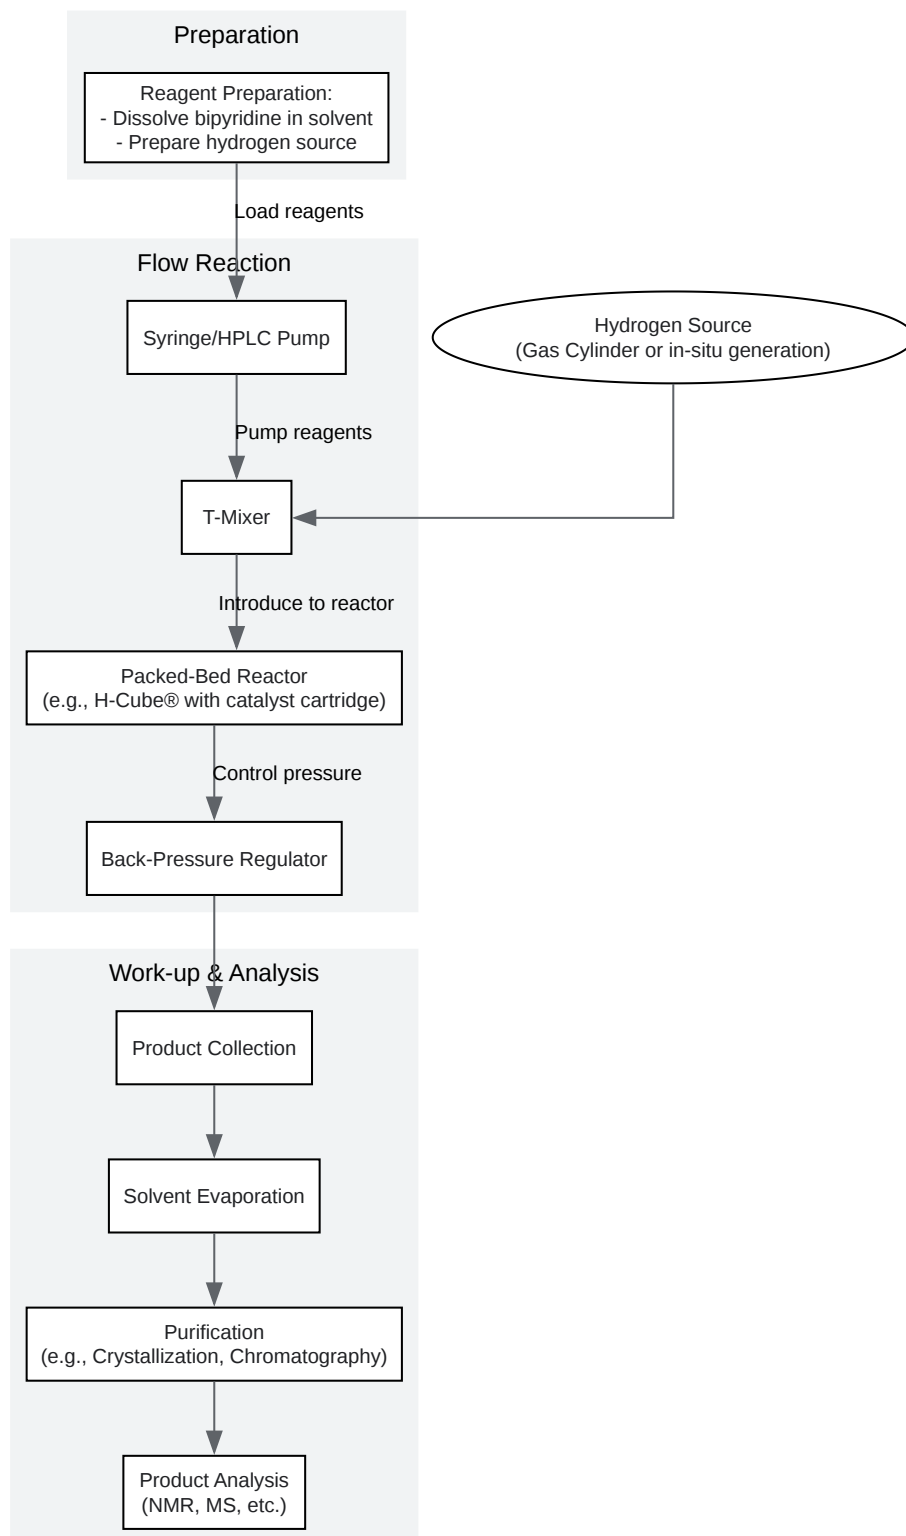 Preparation
Reagent Preparation:
- Dissolve bipyridine in solvent
- Prepare hydrogen source
Load reagents
Flow Reaction
Syringe/HPLC Pump
Hydrogen Source
(Gas Cylinder or in-situ generation)
Pump reagents
T-Mixer
Introduce to reactor
Packed-Bed Reactor
(e.g., H-Cube® with catalyst cartridge)
Control pressure
Back-Pressure Regulator
Work-up & Analysis
Product Collection
Solvent Evaporation
Purification
(e.g., Crystallization, Chromatography)
Product Analysis
(NMR, MS, etc.)